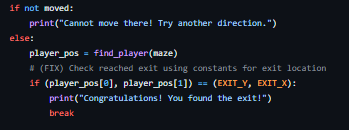 if not moved:
    print("Cannot move there! Try another direction.")
else:
    player_pos = find_player(maze)
    # (FIX) Check reached exit using constants for exit location
    if (player_pos[0], player_pos[1]) == (EXIT_Y, EXIT_X):
        print("Congratulations! You found the exit!")
        break